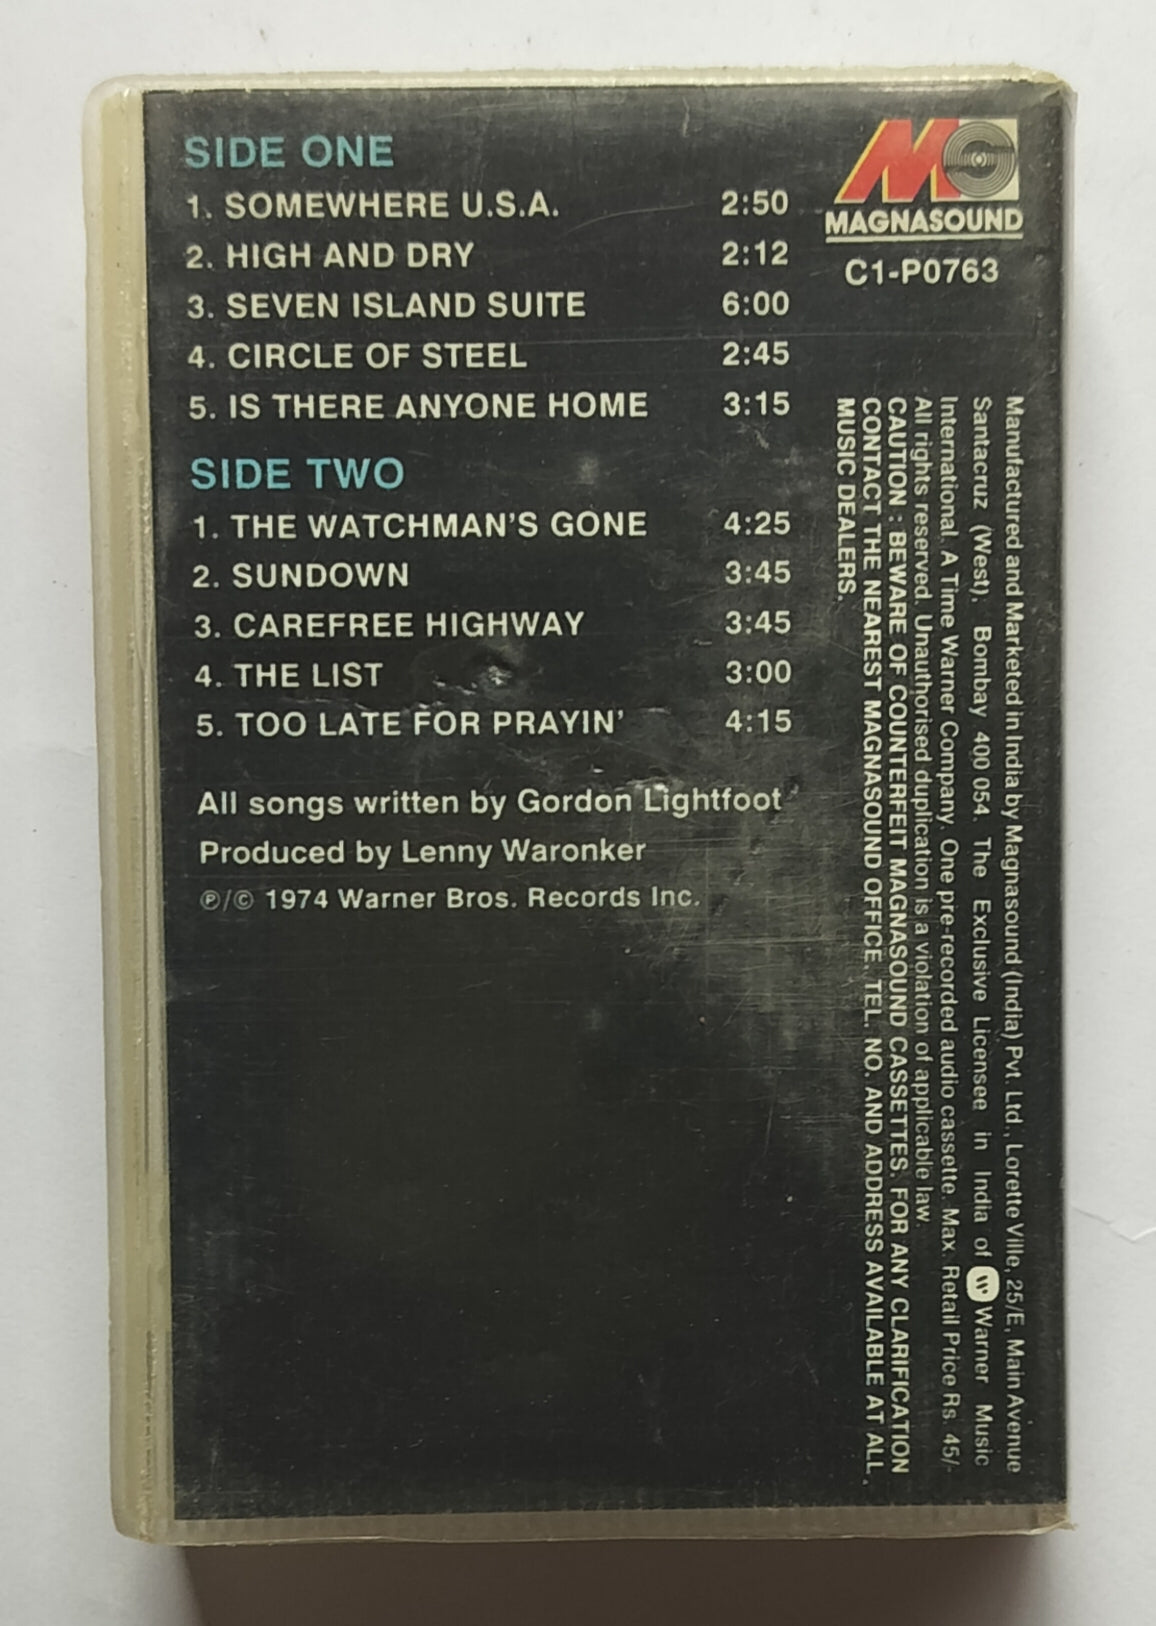 SIDE ONE
1. SOMEWHERE U.S.A. 2:50
2. HIGH AND DRY 2:12
3. SEVEN ISLAND SUITE 6:00
4. CIRCLE OF STEEL 2:45
5. IS THERE ANYONE HOME 3:15
SIDE TWO
1. THE WATCHMAN'S GONE 4:25
2. SUNDOWN 3:45
3. CAREFREE HIGHWAY 3:45
4. THE LIST 3:00
5. TOO LATE FOR PRAYIN' 4:15
All songs written by Gordon Lightfoot
Produced by Lenny Waronker
℗/© 1974 Warner Bros. Records Inc.
MG
MAGNASOUND
C1-P0763
Manufactured and Marketed in India by Magnasound (India) Pvt. Ltd., Lorette Ville, 25/E, Main Avenue
Santacruz (West), Bombay 400 054. The Exclusive Licensee in India of Warner Music
International. A Time Warner Company. One pre-recorded audio cassette. Max. Retail Price Rs. 45/-
All rights reserved. Unauthorised duplication is a violation of applicable law.
CAUTION : BEWARE OF COUNTERFEIT MAGNASOUND CASSETTES. FOR ANY CLARIFICATION
CONTACT THE NEAREST MAGNASOUND OFFICE. TEL. NO. AND ADDRESS AVAILABLE AT ALL
MUSIC DEALERS.